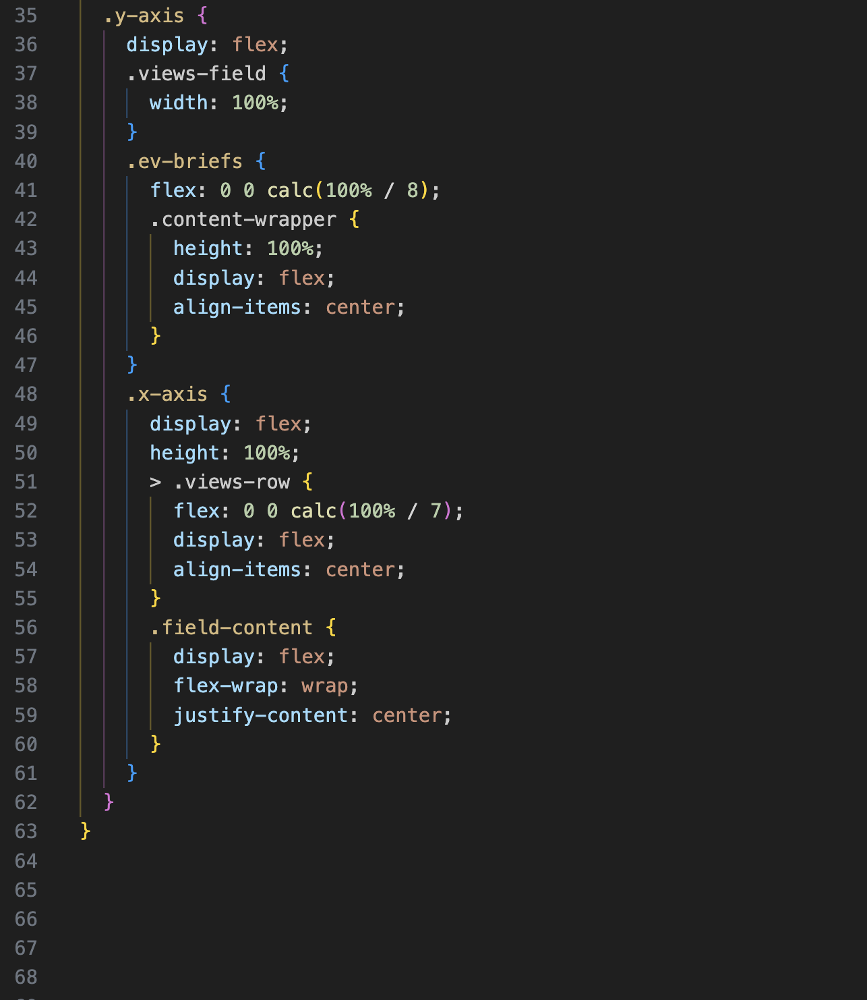 35 .y-axis {
36 display: flex;
37 .views-field {
38 width: 100%;
39 }
40 .ev-briefs {
41 flex: 0 0 calc(100% / 8);
42 .content-wrapper {
43 height: 100%;
44 display: flex;
45 align-items: center;
46 }
47 }
48 .x-axis {
49 display: flex;
50 height: 100%;
51 > .views-row {
52 flex: 0 0 calc(100% / 7);
53 display: flex;
54 align-items: center;
55 }
56 .field-content {
57 display: flex;
58 flex-wrap: wrap;
59 justify-content: center;
60 }
61 }
62 }
63 }
64
65
66
67
68